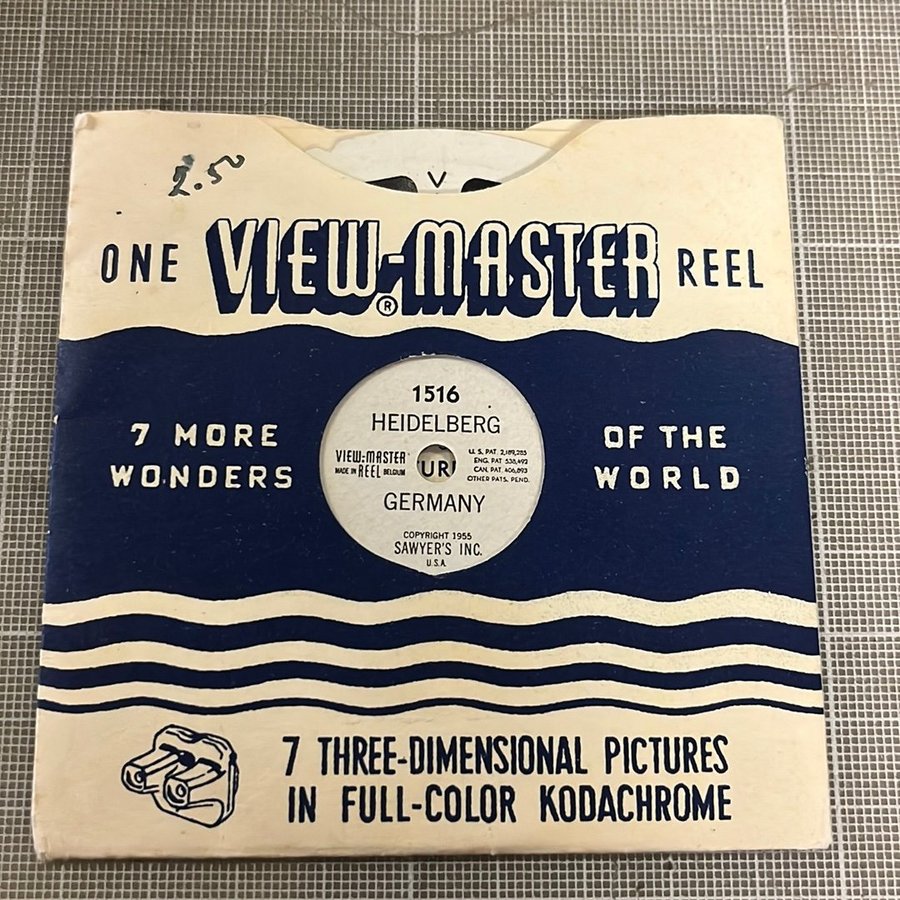 2.50
V
ONE VIEW-MASTER® REEL
7 MORE
WONDERS
1516
HEIDELBERG
VIEW-MASTER
MADE IN REEL BELGIUM
UR
U.S. PAT. 2,189,285
ENG. PAT 538,492
CAN. PAT. 406,893
OTHER PATS. PEND.
GERMANY
COPYRIGHT 1955
SAWYER'S INC.
U.S.A.
OF THE
WORLD
7 THREE-DIMENSIONAL PICTURES
IN FULL-COLOR KODACHROME